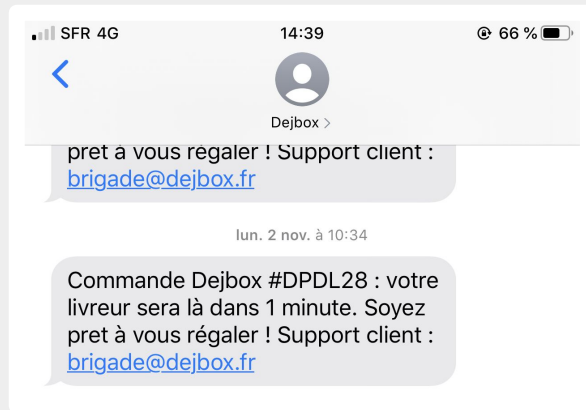 SFR 4G 14:39 66 %
Dejbox >
pret à vous régaler ! Support client :
brigade@dejbox.fr
lun. 2 nov. à 10:34
Commande Dejbox #DPDL28 : votre
livreur sera là dans 1 minute. Soyez
pret à vous régaler ! Support client :
brigade@dejbox.fr